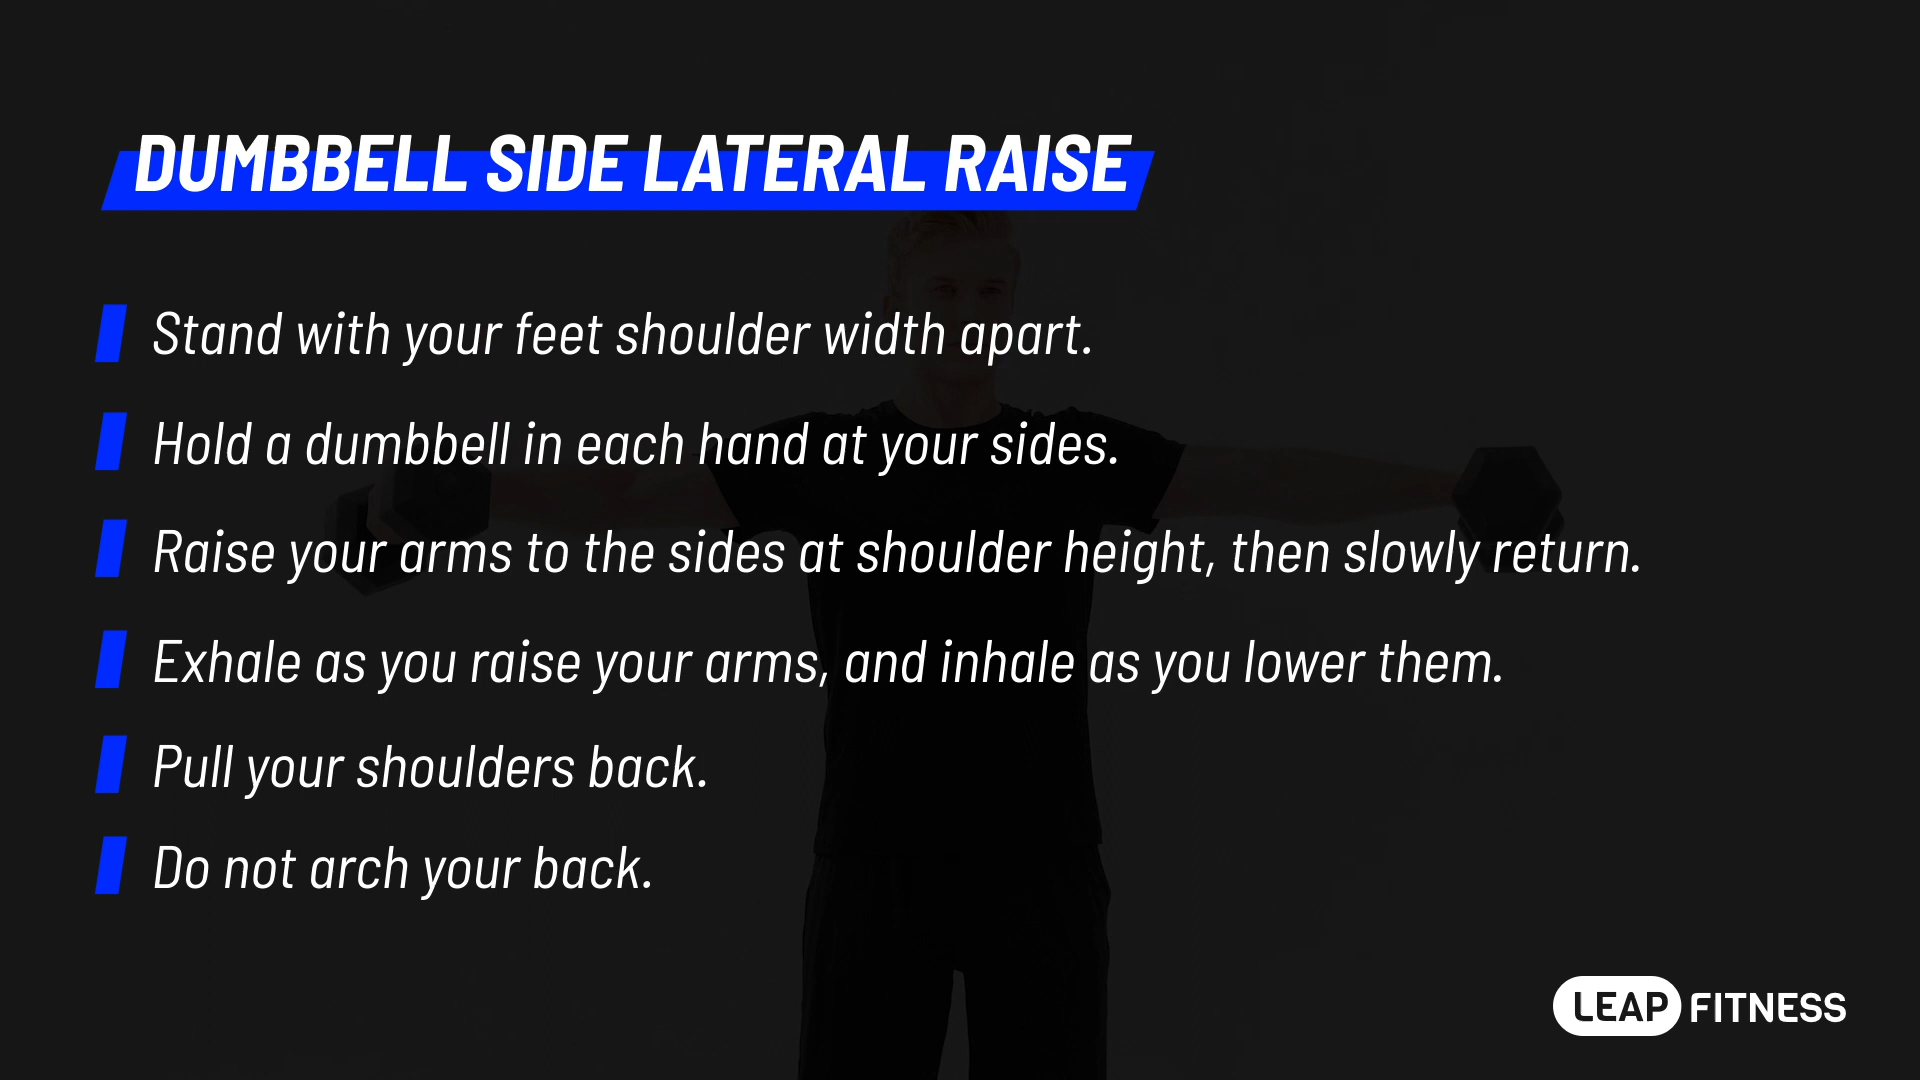 DUMBBELL SIDE LATERAL RAISE
Stand with your feet shoulder width apart.
Hold a dumbbell in each hand at your sides.
Raise your arms to the sides at shoulder height, then slowly return.
Exhale as you raise your arms, and inhale as you lower them.
Pull your shoulders back.
Do not arch your back.
LEAP FITNESS